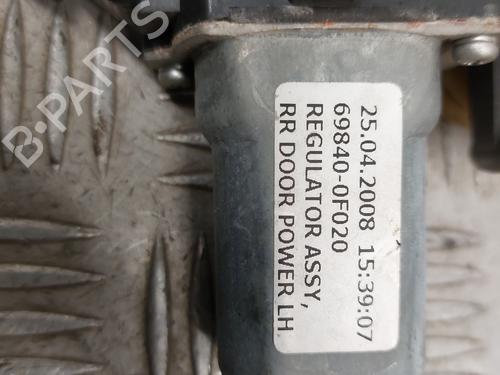 25.04.2008 15:39:07
69840-0F020
REGULATOR ASSY,
RR DOOR POWER LH
B-PARTS